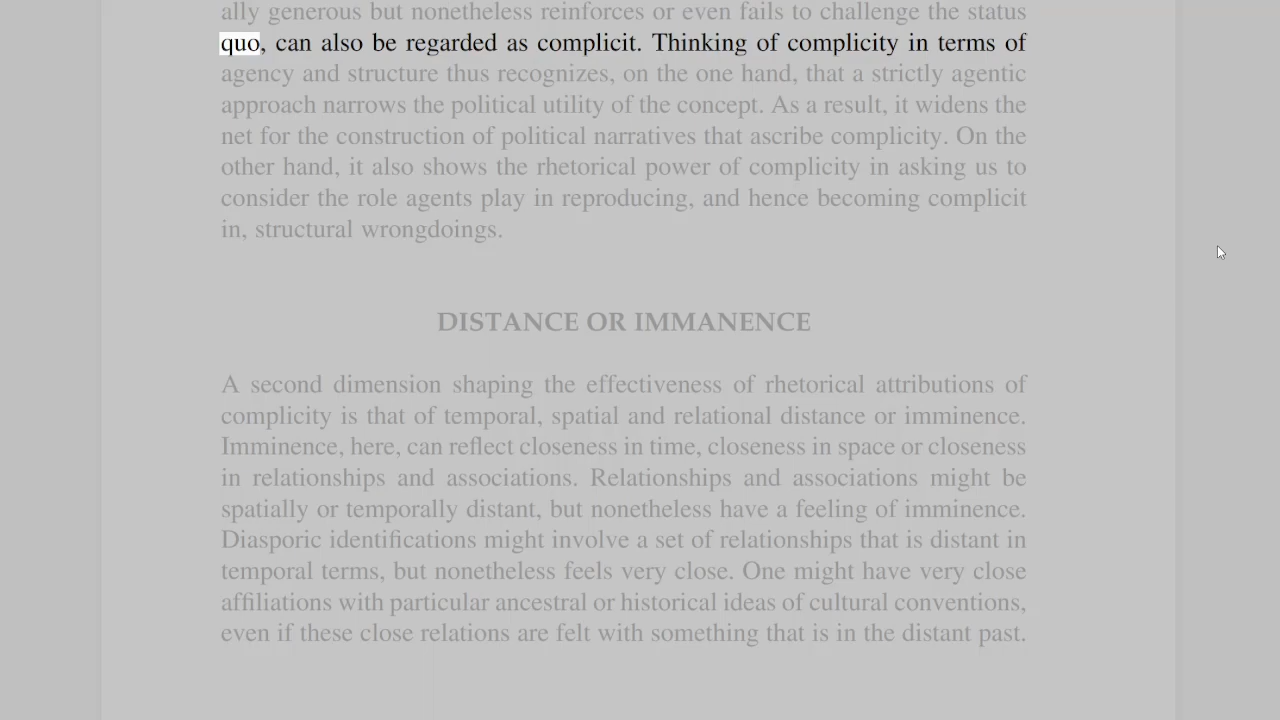 ally generous but nonetheless reinforces or even fails to challenge the status
quo, can also be regarded as complicit. Thinking of complicity in terms of
agency and structure thus recognizes, on the one hand, that a strictly agentic
approach narrows the political utility of the concept. As a result, it widens the
net for the construction of political narratives that ascribe complicity. On the
other hand, it also shows the rhetorical power of complicity in asking us to
consider the role agents play in reproducing, and hence becoming complicit
in, structural wrongdoings.
DISTANCE OR IMMANENCE
A second dimension shaping the effectiveness of rhetorical attributions of
complicity is that of temporal, spatial and relational distance or imminence.
Imminence, here, can reflect closeness in time, closeness in space or closeness
in relationships and associations. Relationships and associations might be
spatially or temporally distant, but nonetheless have a feeling of imminence.
Diasporic identifications might involve a set of relationships that is distant in
temporal terms, but nonetheless feels very close. One might have very close
affiliations with particular ancestral or historical ideas of cultural conventions,
even if these close relations are felt with something that is in the distant past.